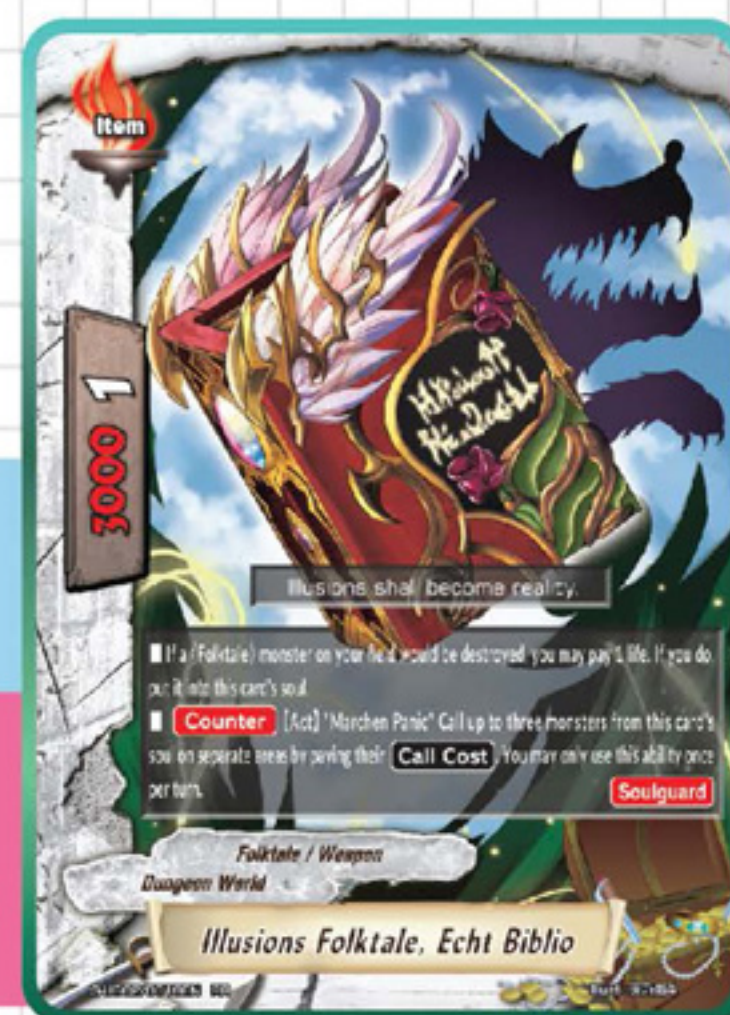 Item
3000 1
Illusions shall become reality.
■ If a (Folktale) monster on your field would be destroyed, you may pay 1 life. If you do,
put it into this card's soul.
■ Counter [Act] "Marchen Panic" Call up to three monsters from this card's
soul on separate areas by paying their Call Cost. You may only use this ability once
per turn. Soulguard
Folktale / Weapon
Dungeon World
Illusions Folktale, Echt Biblio